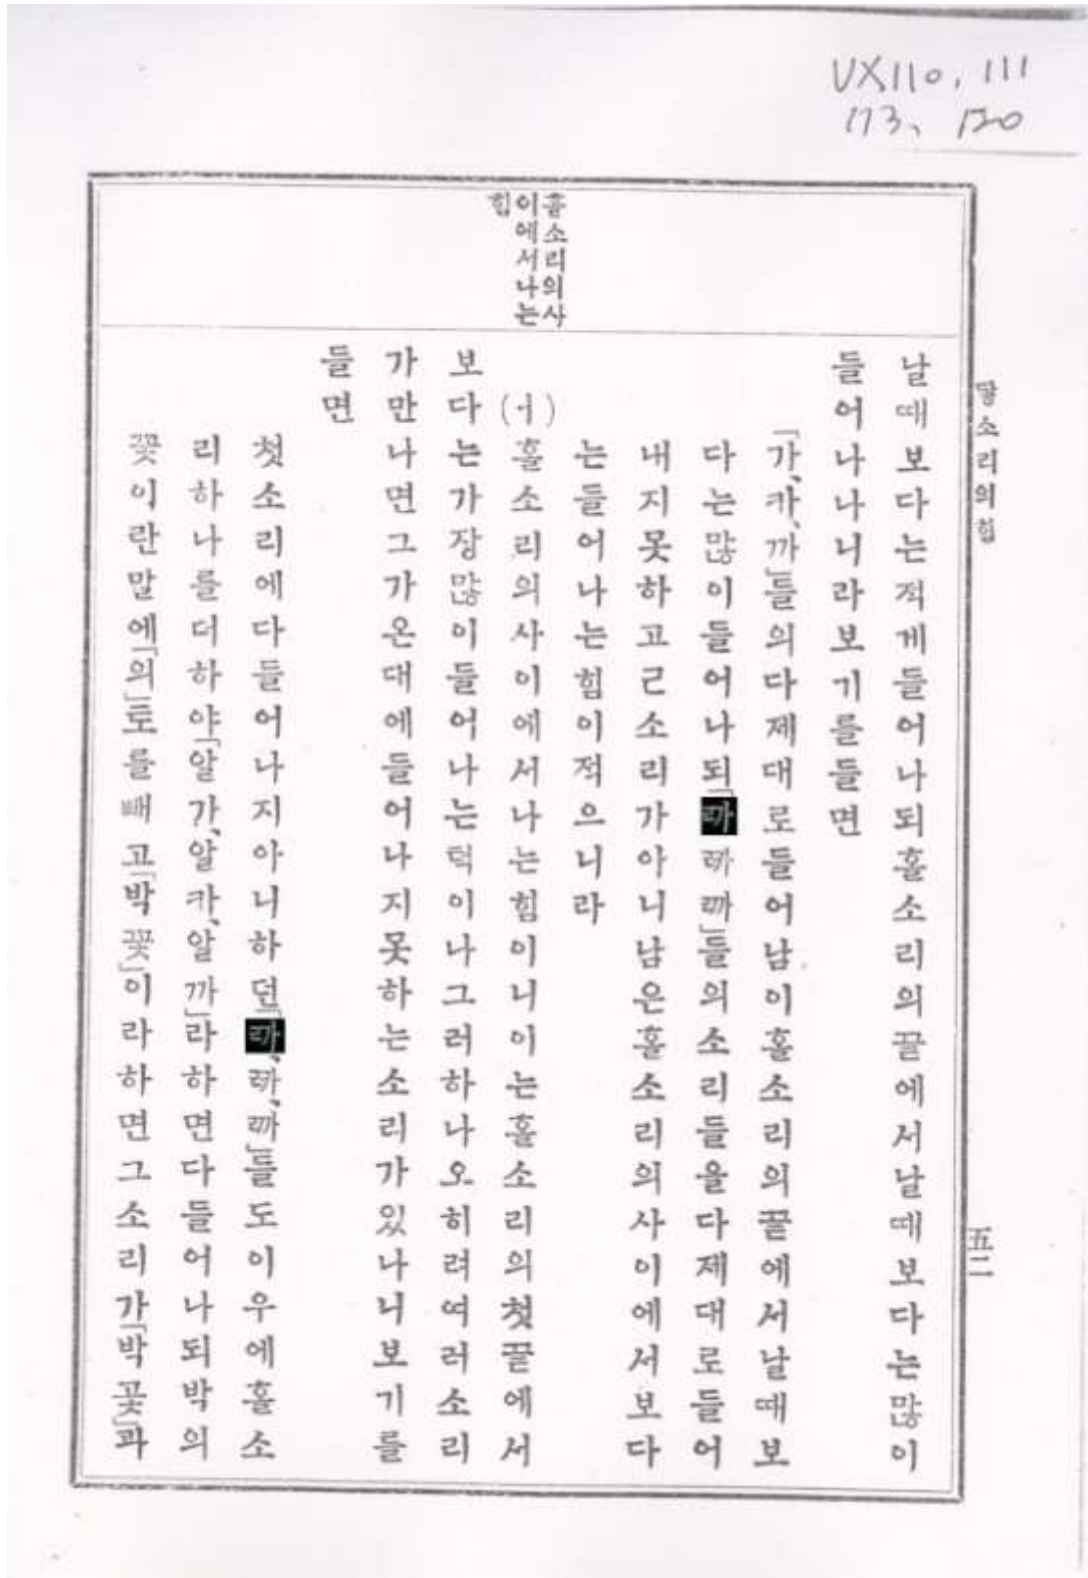 VX110, 111
113、120
닿소리의힘
五二
홀소리의사
이에서나는
힘
날때보다는적게들어나되홀소리의끝에서날때보다는많이
들어나나니라보기를들면
「가、카、까」들의다제대로들어남이홀소리의끝에서날때보
다는많이들어나되「ꥤᅡ ꥥᅡ」들의소리들을다제대로들어
내지못하고ㄹ소리가아니남은홀소리의사이에서보다
는들어나는힘이적으니라
(ㅓ)홀소리의사이에서나는힘이니이는홀소리의첫끝에서
보다는가장많이들어나는덕이나그러하나오히려여러소리
가만나면그가온대에들어나지못하는소리가있나니보기를
들면
첫소리에다들어나지아니하던「ꥤᅡ、ꥥᅡ」들도이우에홀소
리하나를더하야「알가、알카、알까」라하면다들어나되박의
꽃이란말에「의」토를빼고「박꽃」이라하면그소리가「박곷」과